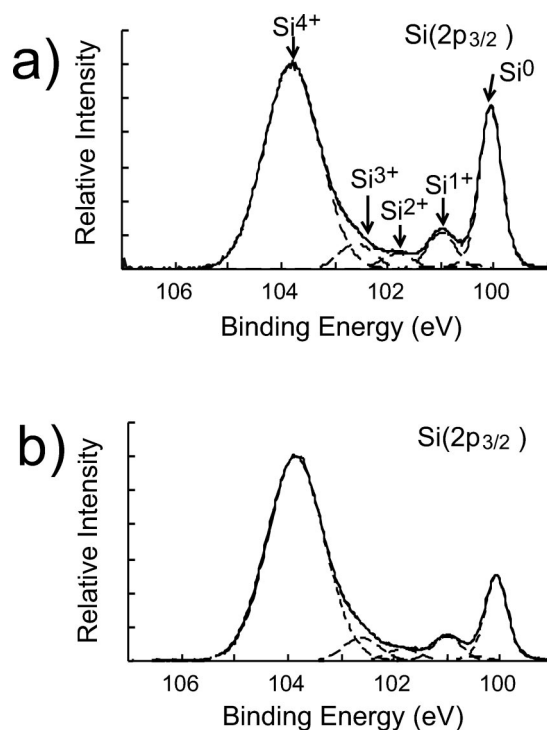 a)
Si4+
Si(2p3/2 )
Si0
Si3+
Si2+
Si1+
Relative Intensity
106 104 102 100
Binding Energy (eV)
b)
Si(2p3/2 )
Relative Intensity
106 104 102 100
Binding Energy (eV)